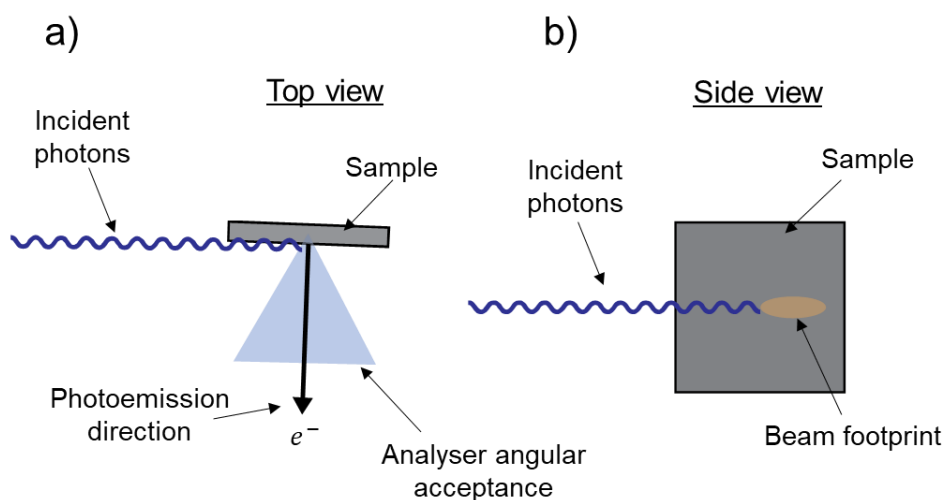 a)
Top view
Incident
photons
Sample
Photoemission
direction
e⁻
Analyser angular
acceptance
b)
Side view
Sample
Incident
photons
Beam footprint